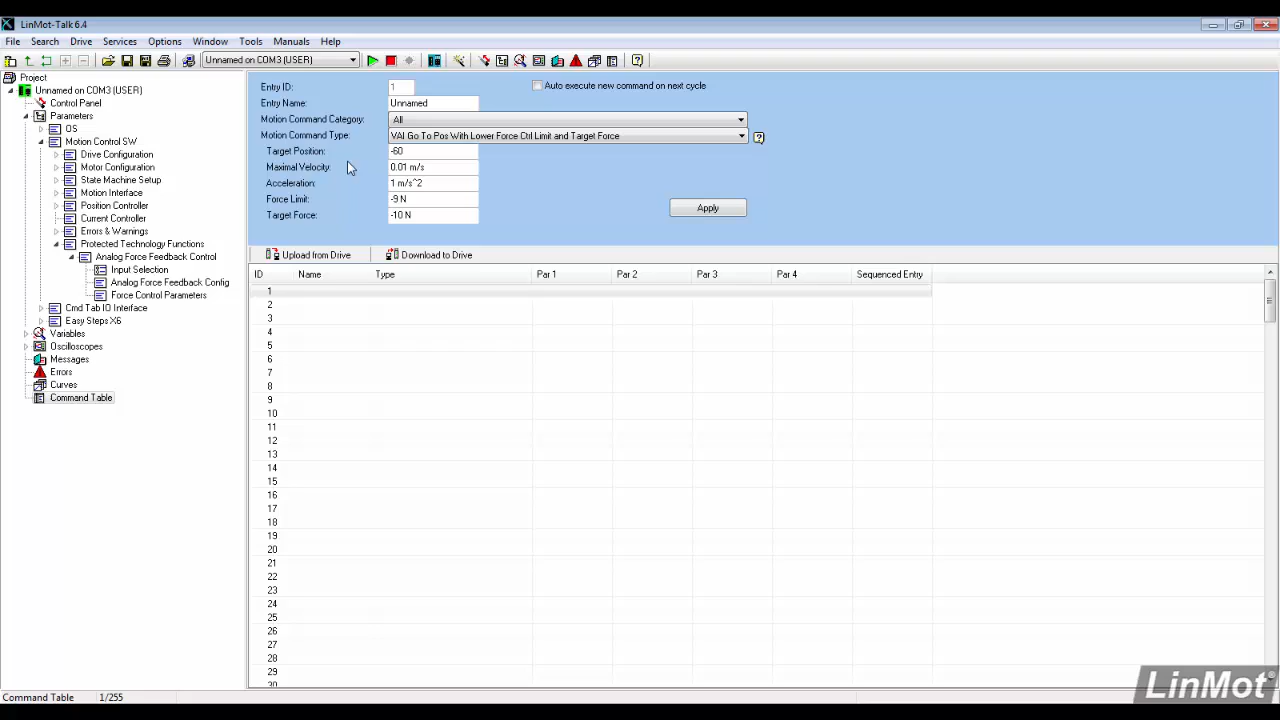 LinMot-Talk 6.4
File Search Drive Services Options Window Tools Manuals Help
Unnamed on COM3 (USER)
Project
Unnamed on COM3 (USER)
Control Panel
Parameters
OS
Motion Control SW
Drive Configuration
Motor Configuration
State Machine Setup
Motion Interface
Position Controller
Current Controller
Errors & Warnings
Protected Technology Functions
Analog Force Feedback Control
Input Selection
Analog Force Feedback Config
Force Control Parameters
Cmd Tab IO Interface
Easy Steps X6
Variables
Oscilloscopes
Messages
Errors
Curves
Command Table
Entry ID: 1
Auto execute new command on next cycle
Entry Name: Unnamed
Motion Command Category: All
Motion Command Type: VAI Go To Pos With Lower Force Ctrl Limit and Target Force
Target Position: -60
Maximal Velocity: 0.01 m/s
Acceleration: 1 m/s^2
Force Limit: -9 N
Target Force: -10 N
Apply
Upload from Drive Download to Drive
ID Name Type Par 1 Par 2 Par 3 Par 4 Sequenced Entry
1
2
3
4
5
6
7
8
9
10
11
12
13
14
15
16
17
18
19
20
21
22
23
24
25
26
27
28
29
30
Command Table 1/255
LinMot®